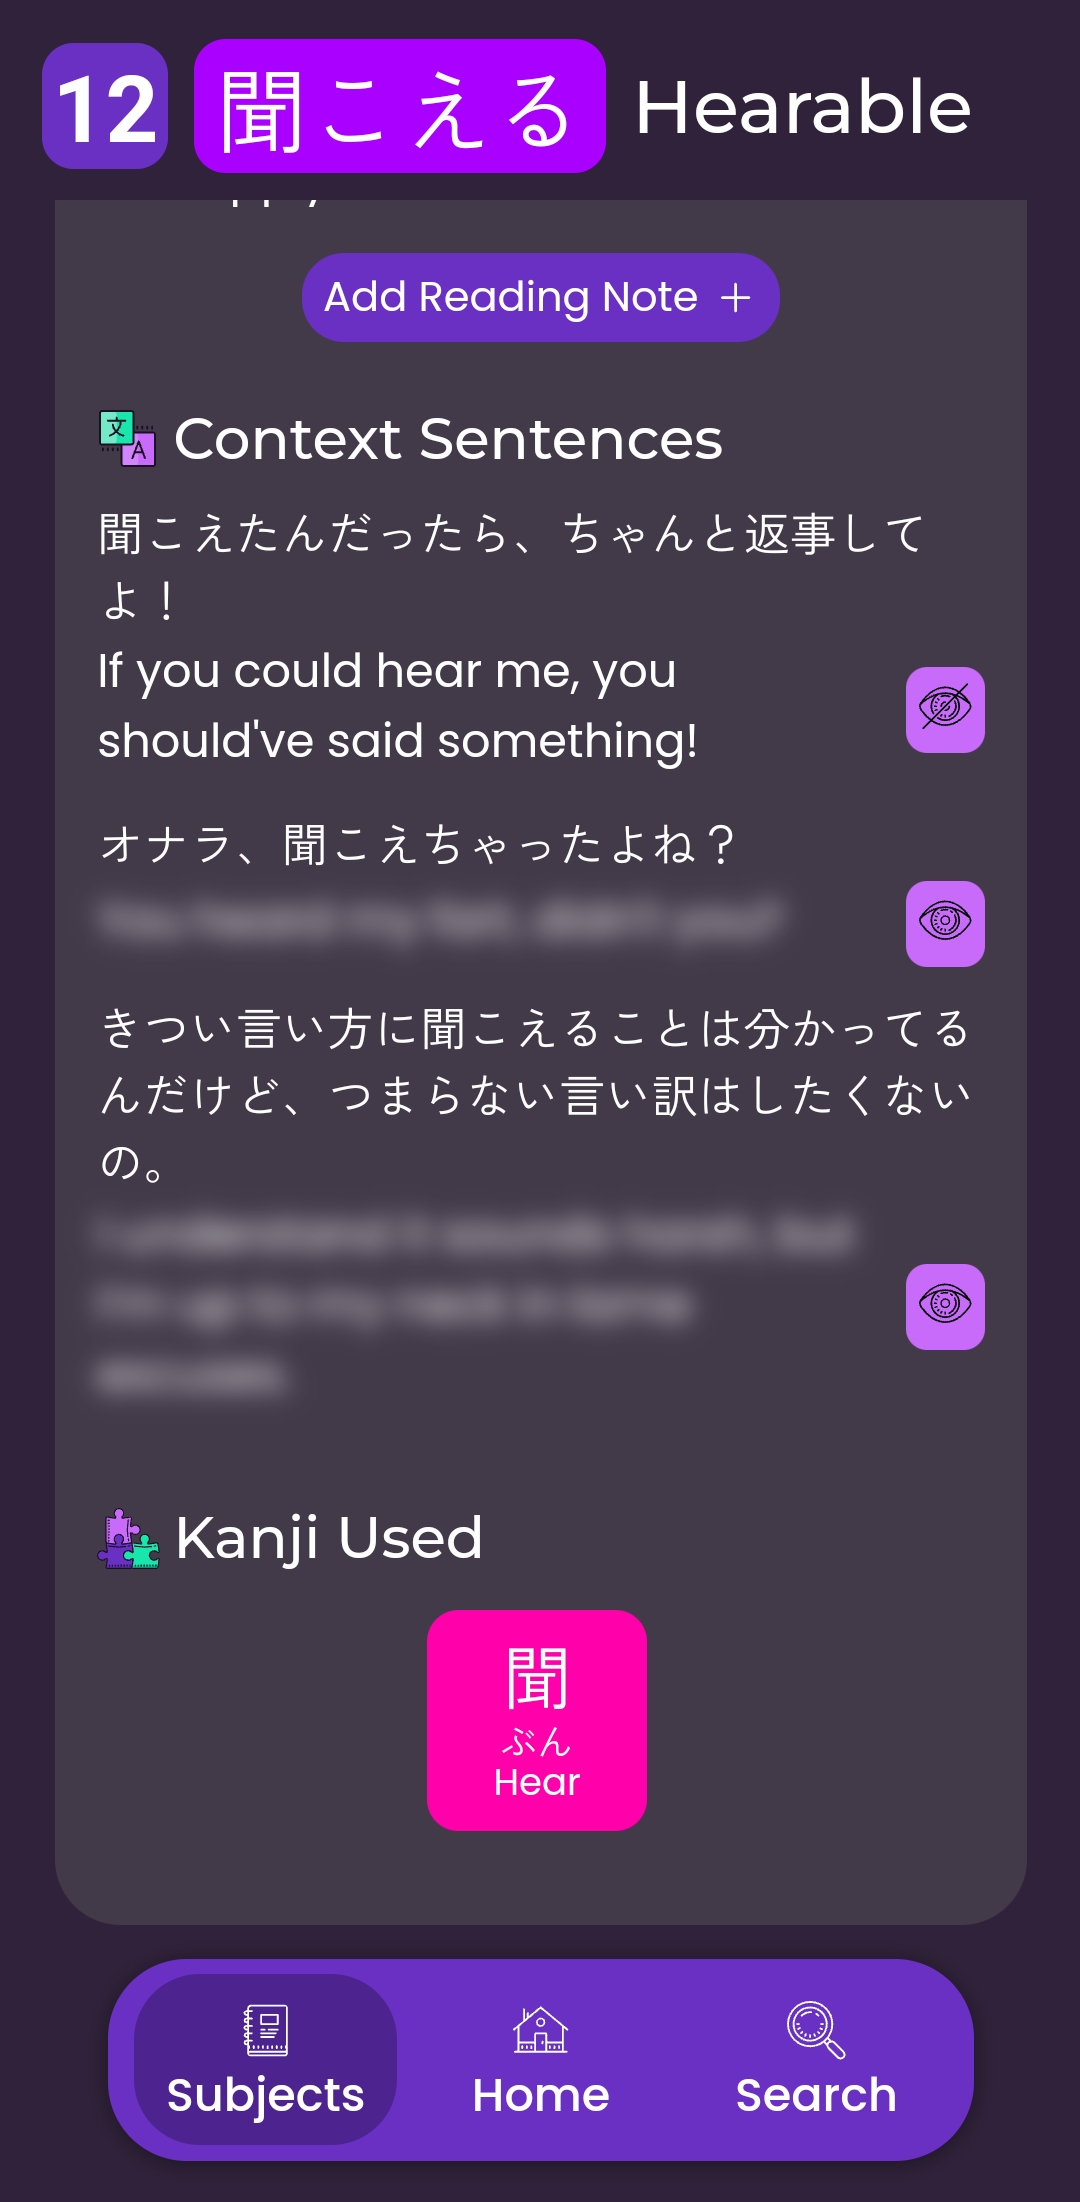 12 聞こえる Hearable
Add Reading Note +
Context Sentences
聞こえたんだったら、ちゃんと返事して
よ！
If you could hear me, you
should've said something!
オナラ、聞こえちゃったよね？
きつい言い方に聞こえることは分かってる
んだけど、つまらない言い訳はしたくない
の。
Kanji Used
聞
ぶん
Hear
Subjects Home Search